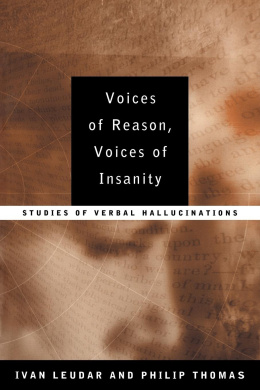 Voices
of Reason,
Voices of
Insanity
STUDIES OF VERBAL HALLUCINATIONS
IVAN LEUDAR AND PHILIP THOMAS